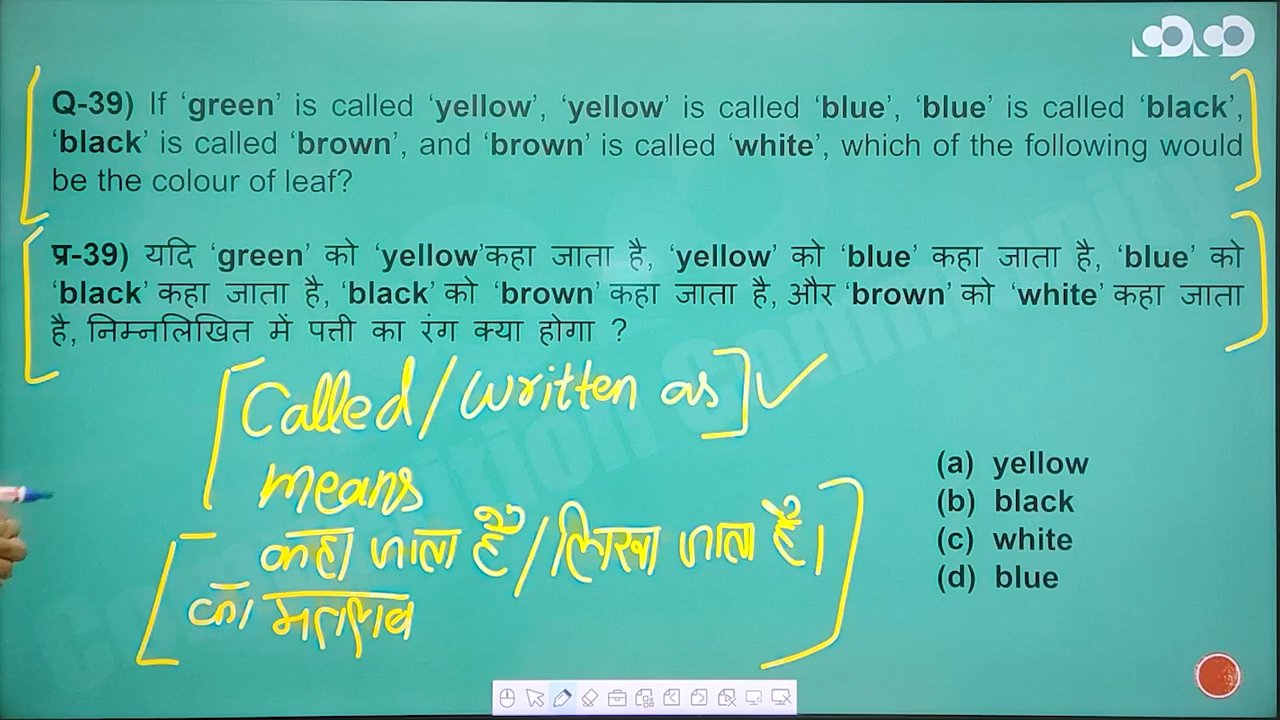 Q-39) If ‘green’ is called ‘yellow’, ‘yellow’ is called ‘blue’, ‘blue’ is called ‘black’,
‘black’ is called ‘brown’, and ‘brown’ is called ‘white’, which of the following would
be the colour of leaf?
प्र-39) यदि ‘green’ को ‘yellow’कहा जाता है, ‘yellow’ को ‘blue’ कहा जाता है, ‘blue’ को
‘black’ कहा जाता है, ‘black’ को ‘brown’ कहा जाता है, और ‘brown’ को ‘white’ कहा जाता
है, निम्नलिखित में पत्ती का रंग क्या होगा ?
[Called/written as]✓
means
[कहा जाता है/लिखा जाता है।
का मतलब]
(a) yellow
(b) black
(c) white
(d) blue